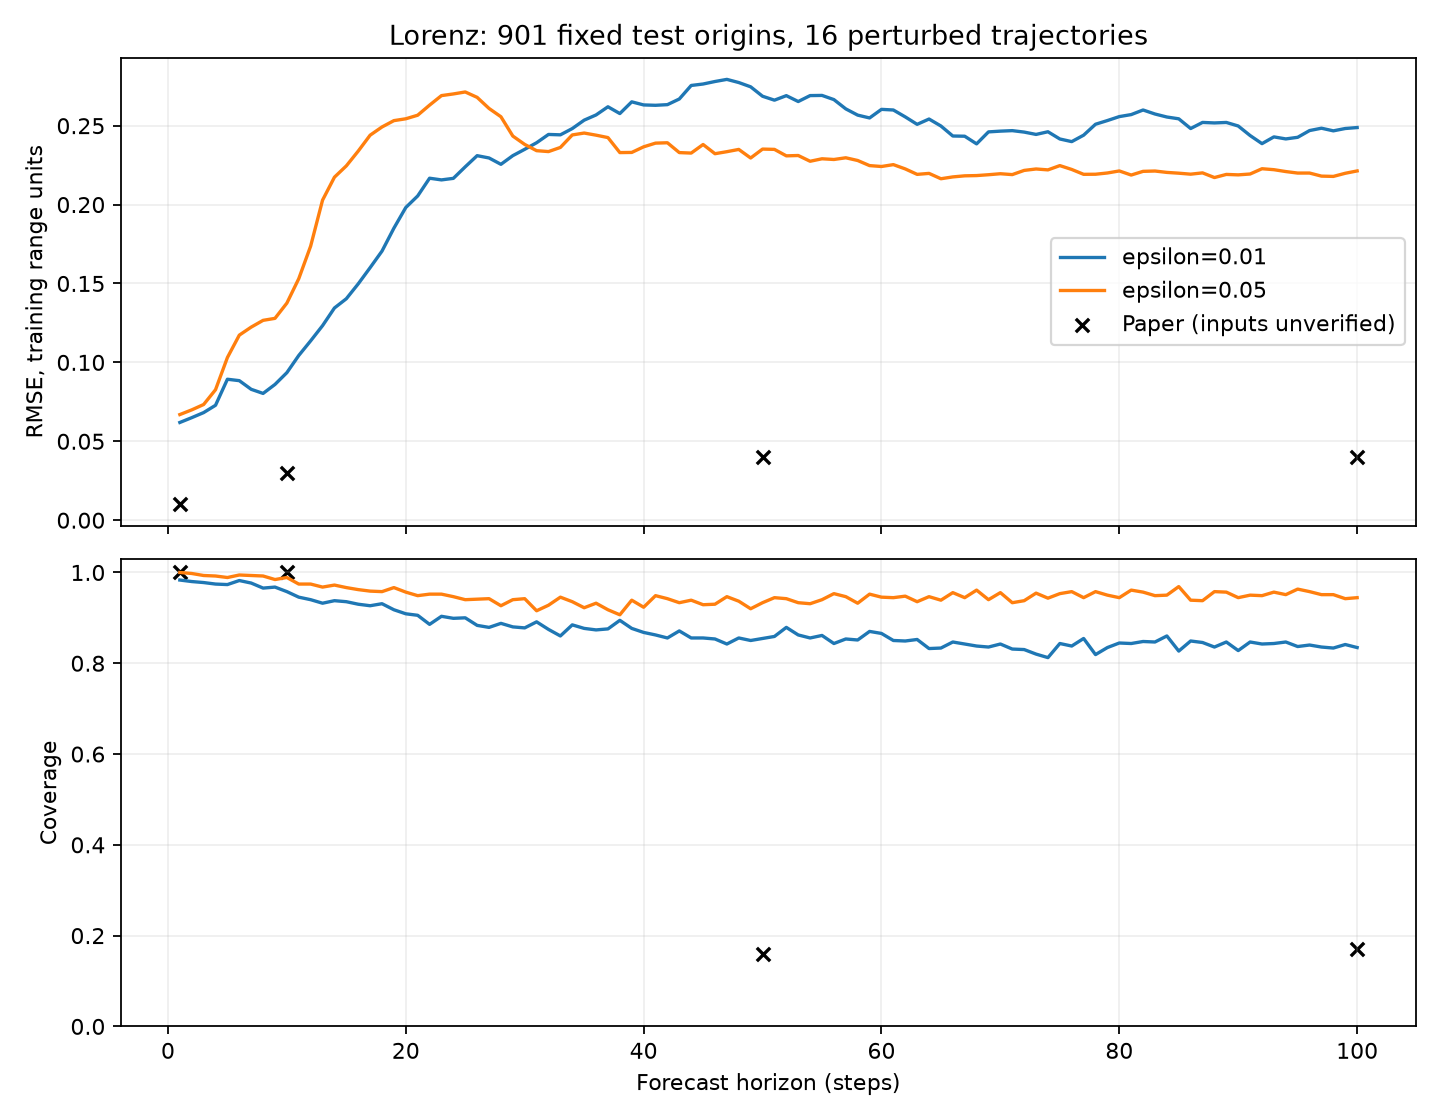 Lorenz: 901 fixed test origins, 16 perturbed trajectories
RMSE, training range units
0.25
0.20
0.15
0.10
0.05
0.00
epsilon=0.01
epsilon=0.05
Paper (inputs unverified)
Coverage
1.0
0.8
0.6
0.4
0.2
0.0
0 20 40 60 80 100
Forecast horizon (steps)